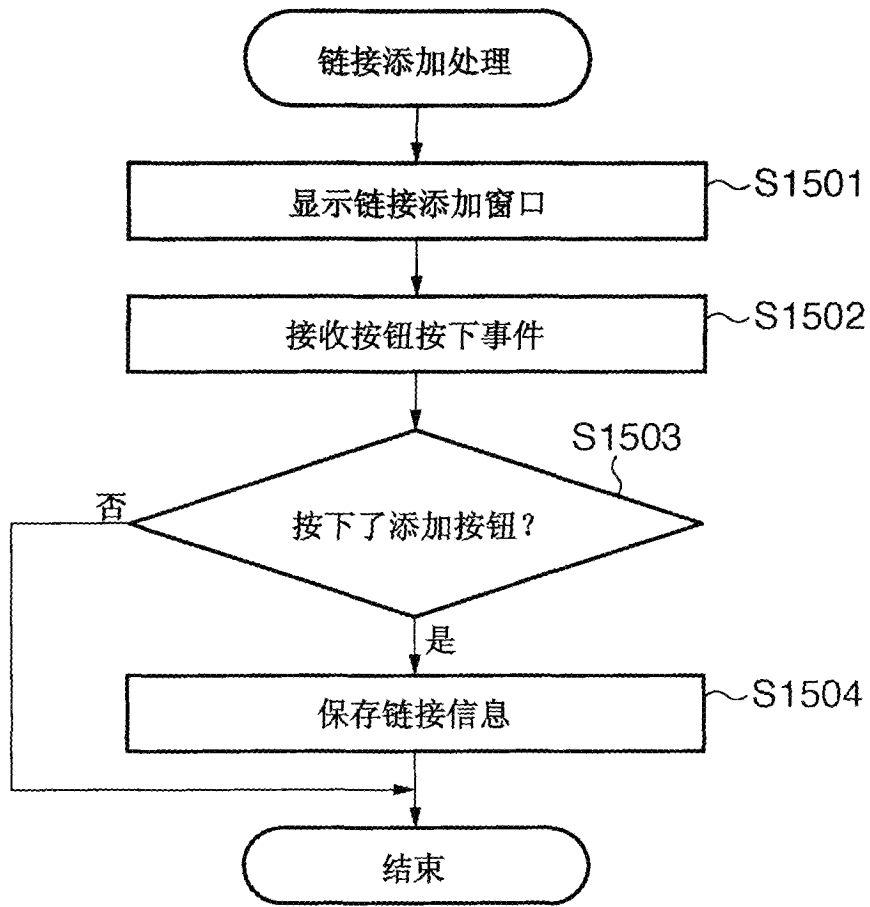 链接添加处理
显示链接添加窗口
S1501
接收按钮按下事件
S1502
S1503
按下了添加按钮？
否
是
保存链接信息
S1504
结束